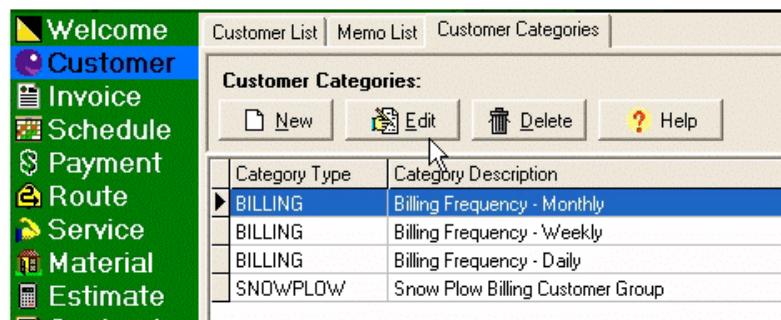 Welcome
Customer
Invoice
Schedule
Payment
Route
Service
Material
Estimate
Customer List Memo List Customer Categories
Customer Categories:
New Edit Delete ? Help
Category Type Category Description
BILLING Billing Frequency - Monthly
BILLING Billing Frequency - Weekly
BILLING Billing Frequency - Daily
SNOWPLOW Snow Plow Billing Customer Group